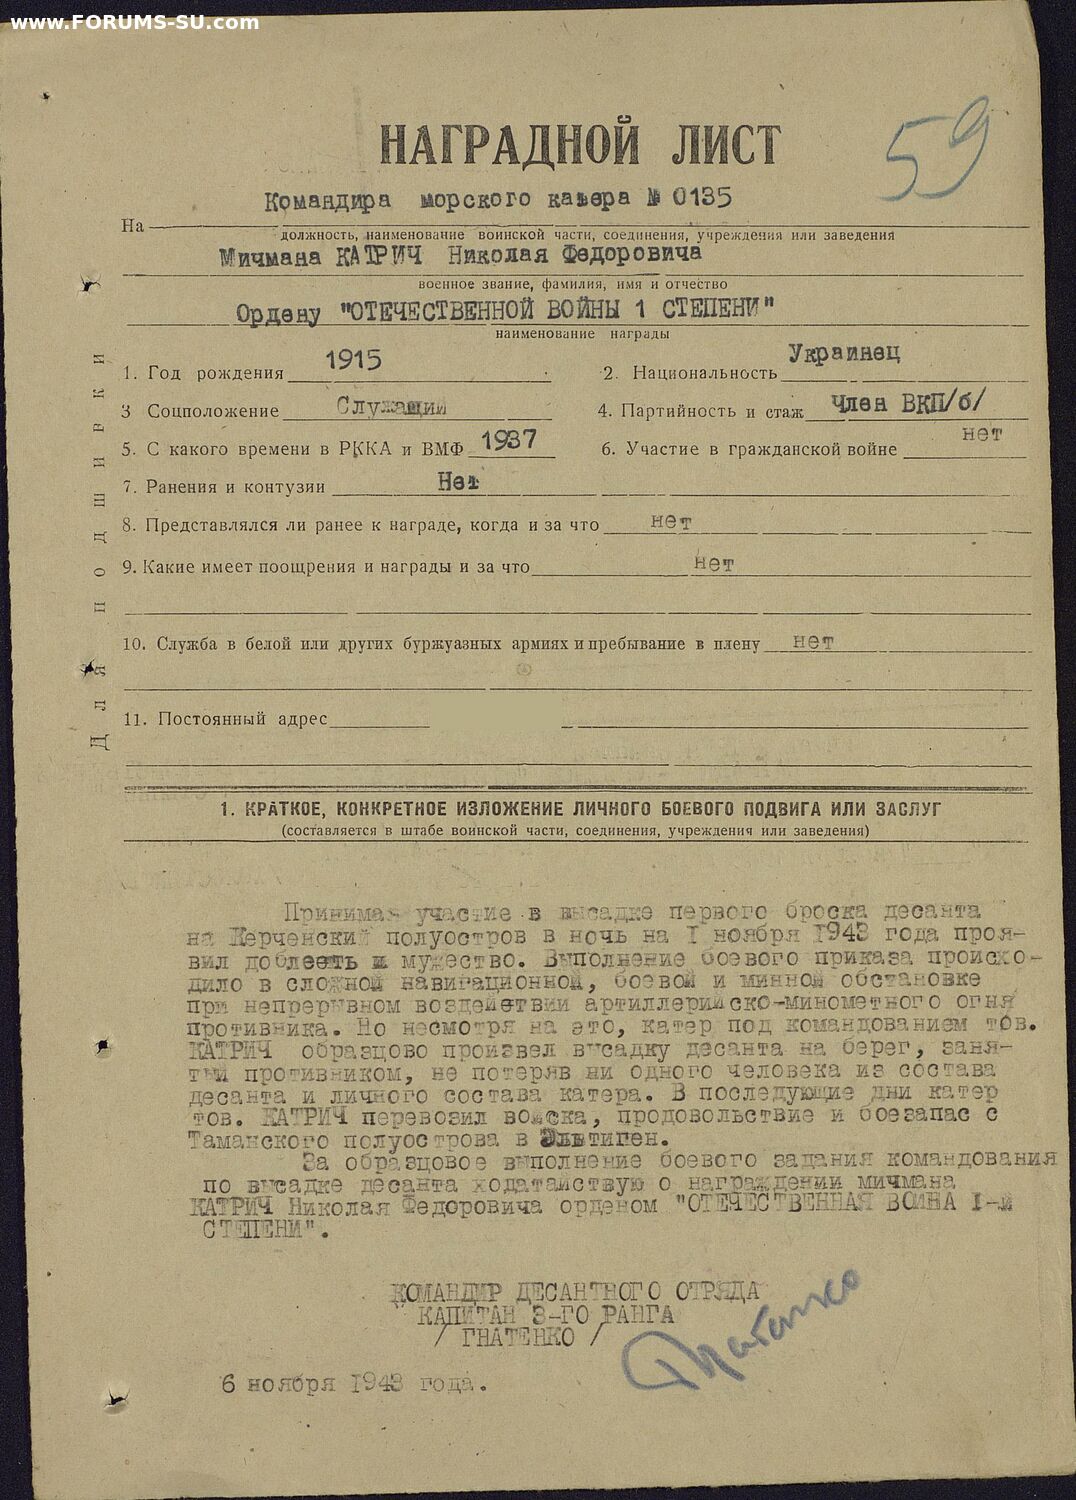 www.FORUMS-SU.com
59
НАГРАДНОЙ ЛИСТ
Командира морского катера № 0135
На
должность, наименование воинской части, соединения, учреждения или заведения
Мичмана КАТРИЧ Николая Федоровича
военное звание, фамилия, имя и отчество
Ордену "ОТЕЧЕСТВЕННОЙ ВОЙНЫ 1 СТЕПЕНИ"
наименование награды
1. Год рождения 1915
2. Национальность Украинец
3 Соцположение Служащий
4. Партийность и стаж Член ВКП/б/
5. С какого времени в РККА и ВМФ 1937
6. Участие в гражданской войне нет
7. Ранения и контузии Нет
8. Представлялся ли ранее к награде, когда и за что нет
9. Какие имеет поощрения и награды и за что нет
10. Служба в белой или других буржуазных армиях и пребывание в плену нет
11. Постоянный адрес
Для подшивки
1. КРАТКОЕ, КОНКРЕТНОЕ ИЗЛОЖЕНИЕ ЛИЧНОГО БОЕВОГО ПОДВИГА ИЛИ ЗАСЛУГ
(составляется в штабе воинской части, соединения, учреждения или заведения)
Принимая участие в высадке первого броска десанта
на Керченский полуостров в ночь на I ноября 1943 года проя-
вил доблесть и мужество. Выполнение боевого приказа происхо-
дило в сложной навигационной, боевой и минной обстановке
при непрерывном воздействии артиллерийско-минометного огня
противника. Но несмотря на это, катер под командованием тов.
КАТРИЧ образцово произвел высадку десанта на берег, заня-
тый противником, не потеряв ни одного человека из состава
десанта и личного состава катера. В последующие дни катер
тов. КАТРИЧ перевозил войска, продовольствие и боезапас с
Таманского полуострова в Эльтиген.
За образцовое выполнение боевого задания командования
по высадке десанта ходатайствую о награждении мичмана
КАТРИЧ Николая Федоровича орденом "ОТЕЧЕСТВЕННАЯ ВОЙНА I-й
СТЕПЕНИ".
КОМАНДИР ДЕСАНТНОГО ОТРЯДА
КАПИТАН 3-ГО РАНГА
/ ГНАТЕНКО /
Гнатенко
6 ноября 1943 года.